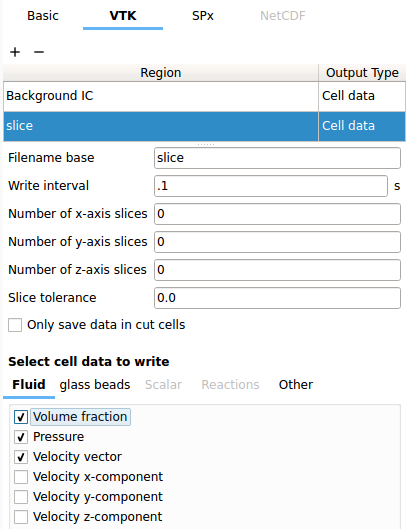 Basic VTK SPx NetCDF
+ −
Region Output Type
Background IC Cell data
slice Cell data
Filename base slice
Write interval .1 s
Number of x-axis slices 0
Number of y-axis slices 0
Number of z-axis slices 0
Slice tolerance 0.0
Only save data in cut cells
Select cell data to write
Fluid glass beads Scalar Reactions Other
Volume fraction
Pressure
Velocity vector
Velocity x-component
Velocity y-component
Velocity z-component